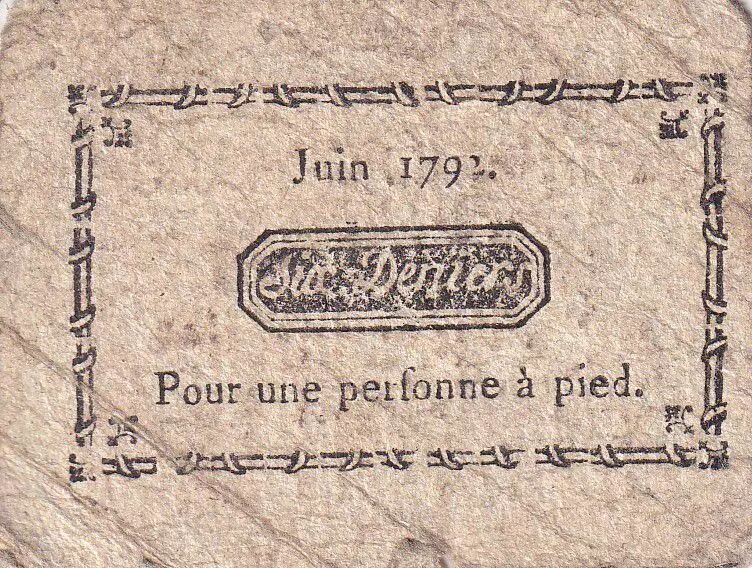 Juin 1792.
Six Deniers
Pour une perſonne à pied.